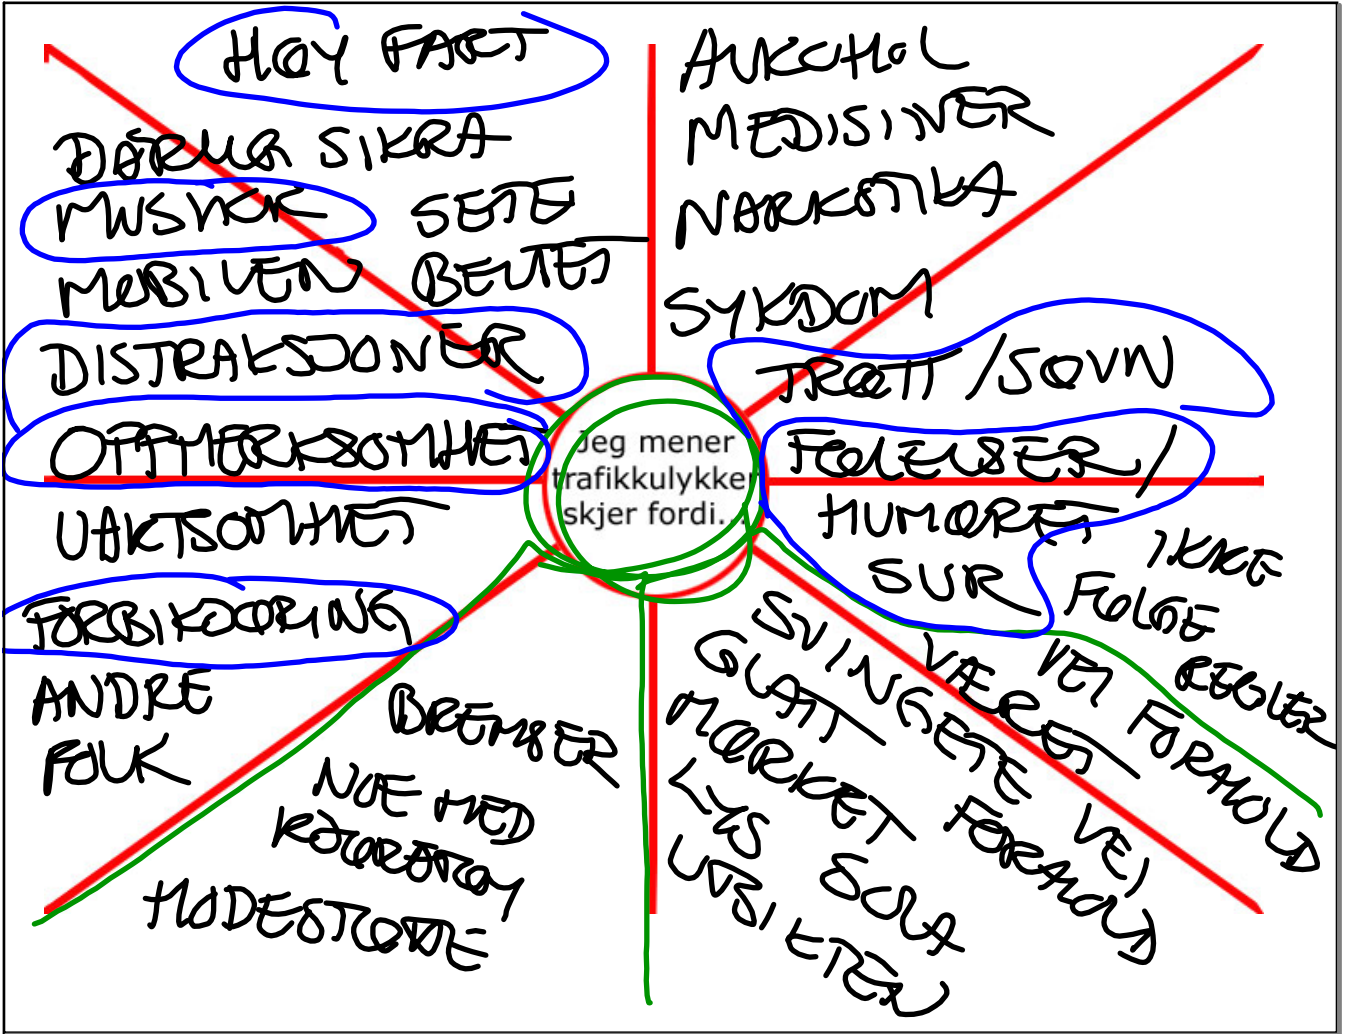 HØY FART
DÅRLIG SIKRA
MUSIKK
SETE
MOBILEN
BELTET
DISTRAKSJONER
OPPMERKSOMHET
UAKTSOMHET
FORBIKJØRING
ANDRE
FOLK
ALKOHOL
MEDISINER
NARKOTIKA
SYKDOM
TRØTT / SØVN
FØLELSER /
HUMØRET
SUR
Jeg mener
trafikkulykker
skjer fordi...
IKKE
FØLGE
REGLER
VEI FORHOLD
VÆRET
FORHOLD
SVINGETE VEI
GLATT
MØRKET
LYS SOLA
UTSIKTEN
BREMSER
NOE MED
KJØRETØY